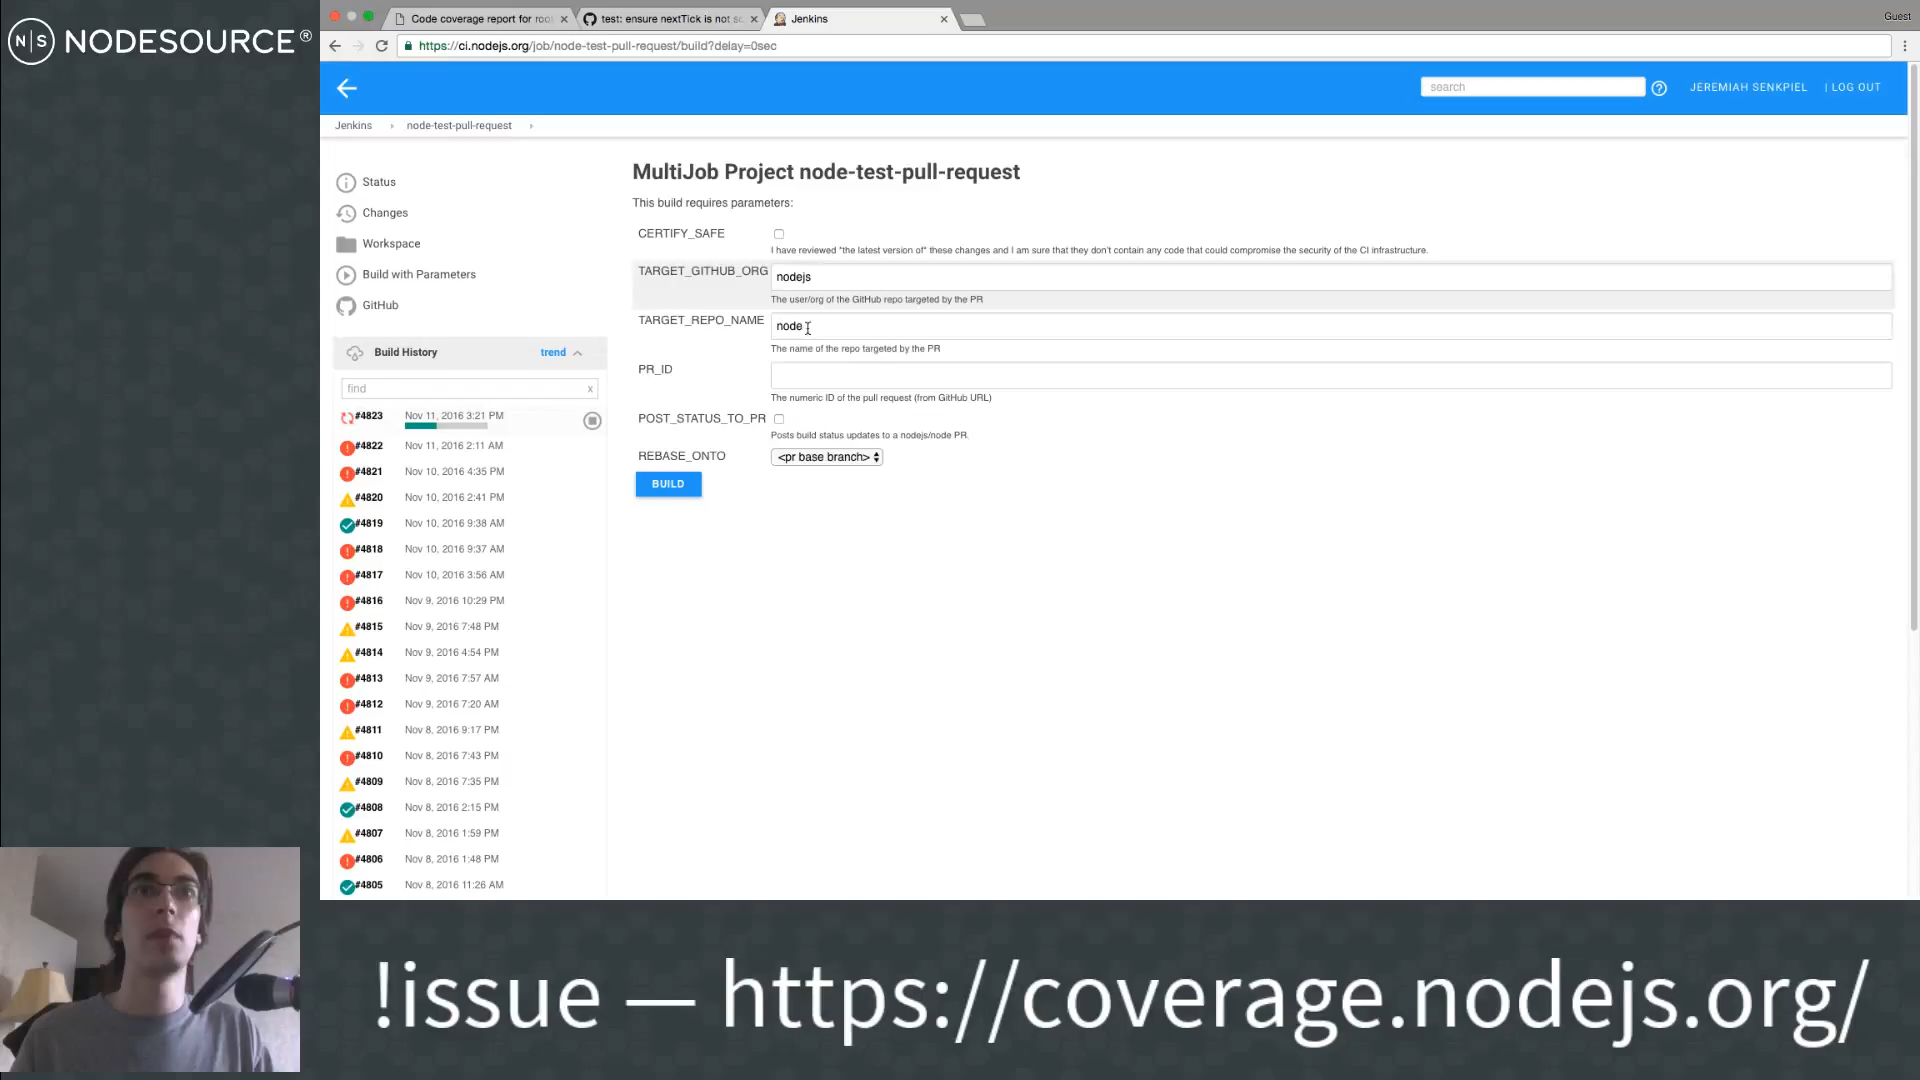 N|S NODESOURCE®
Code coverage report for roo
test: ensure nextTick is not sc
Jenkins
Guest
https://ci.nodejs.org/job/node-test-pull-request/build?delay=0sec
search
JEREMIAH SENKPIEL | LOG OUT
Jenkins
node-test-pull-request
Status
Changes
Workspace
Build with Parameters
GitHub
Build History
trend
find
x
#4823 Nov 11, 2016 3:21 PM
#4822 Nov 11, 2016 2:11 AM
#4821 Nov 10, 2016 4:35 PM
#4820 Nov 10, 2016 2:41 PM
#4819 Nov 10, 2016 9:38 AM
#4818 Nov 10, 2016 9:37 AM
#4817 Nov 10, 2016 3:56 AM
#4816 Nov 9, 2016 10:29 PM
#4815 Nov 9, 2016 7:48 PM
#4814 Nov 9, 2016 4:54 PM
#4813 Nov 9, 2016 7:57 AM
#4812 Nov 9, 2016 7:20 AM
#4811 Nov 8, 2016 9:17 PM
#4810 Nov 8, 2016 7:43 PM
#4809 Nov 8, 2016 7:35 PM
#4808 Nov 8, 2016 2:15 PM
#4807 Nov 8, 2016 1:59 PM
#4806 Nov 8, 2016 1:48 PM
#4805 Nov 8, 2016 11:26 AM
MultiJob Project node-test-pull-request
This build requires parameters:
CERTIFY_SAFE
I have reviewed *the latest version of* these changes and I am sure that they don't contain any code that could compromise the security of the CI infrastructure.
TARGET_GITHUB_ORG nodejs
The user/org of the GitHub repo targeted by the PR
TARGET_REPO_NAME node
The name of the repo targeted by the PR
PR_ID
The numeric ID of the pull request (from GitHub URL)
POST_STATUS_TO_PR
Posts build status updates to a nodejs/node PR.
REBASE_ONTO <pr base branch>
BUILD
!issue — https://coverage.nodejs.org/